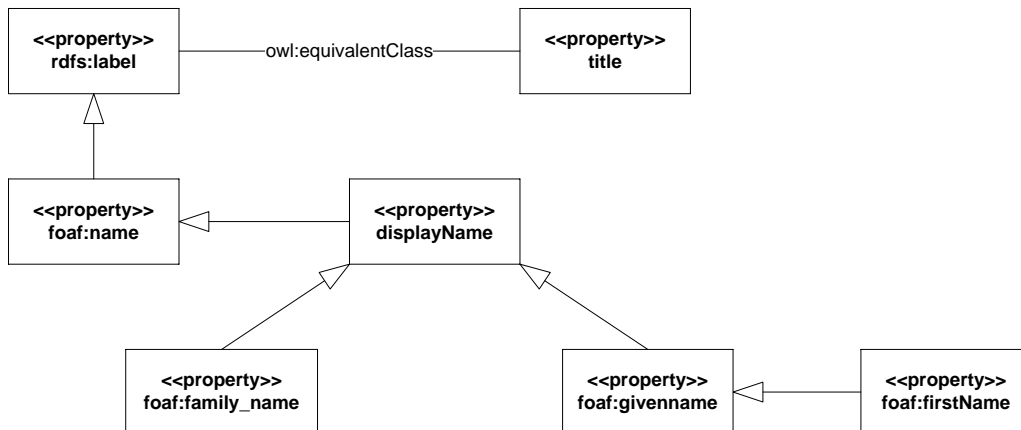 <<property>>
rdfs:label
owl:equivalentClass
<<property>>
title
<<property>>
foaf:name
<<property>>
displayName
<<property>>
foaf:family_name
<<property>>
foaf:givenname
<<property>>
foaf:firstName